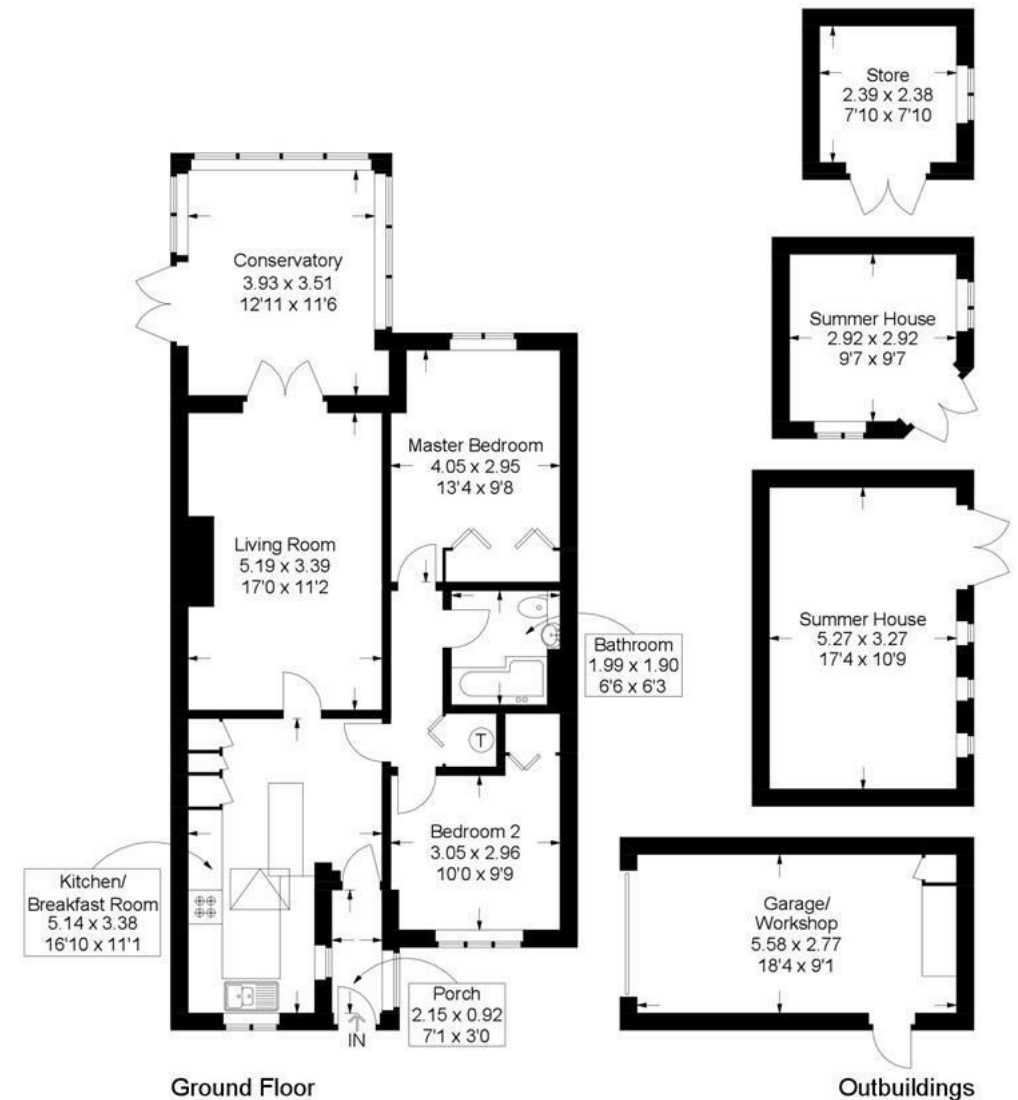 Store
2.39 x 2.38
7'10 x 7'10
Conservatory
3.93 x 3.51
12'11 x 11'6
Summer House
2.92 x 2.92
9'7 x 9'7
Master Bedroom
4.05 x 2.95
13'4 x 9'8
Living Room
5.19 x 3.39
17'0 x 11'2
Summer House
5.27 x 3.27
17'4 x 10'9
Bathroom
1.99 x 1.90
6'6 x 6'3
T
Bedroom 2
3.05 x 2.96
10'0 x 9'9
Kitchen/
Breakfast Room
5.14 x 3.38
16'10 x 11'1
Garage/
Workshop
5.58 x 2.77
18'4 x 9'1
Porch
2.15 x 0.92
7'1 x 3'0
IN
Ground Floor
Outbuildings